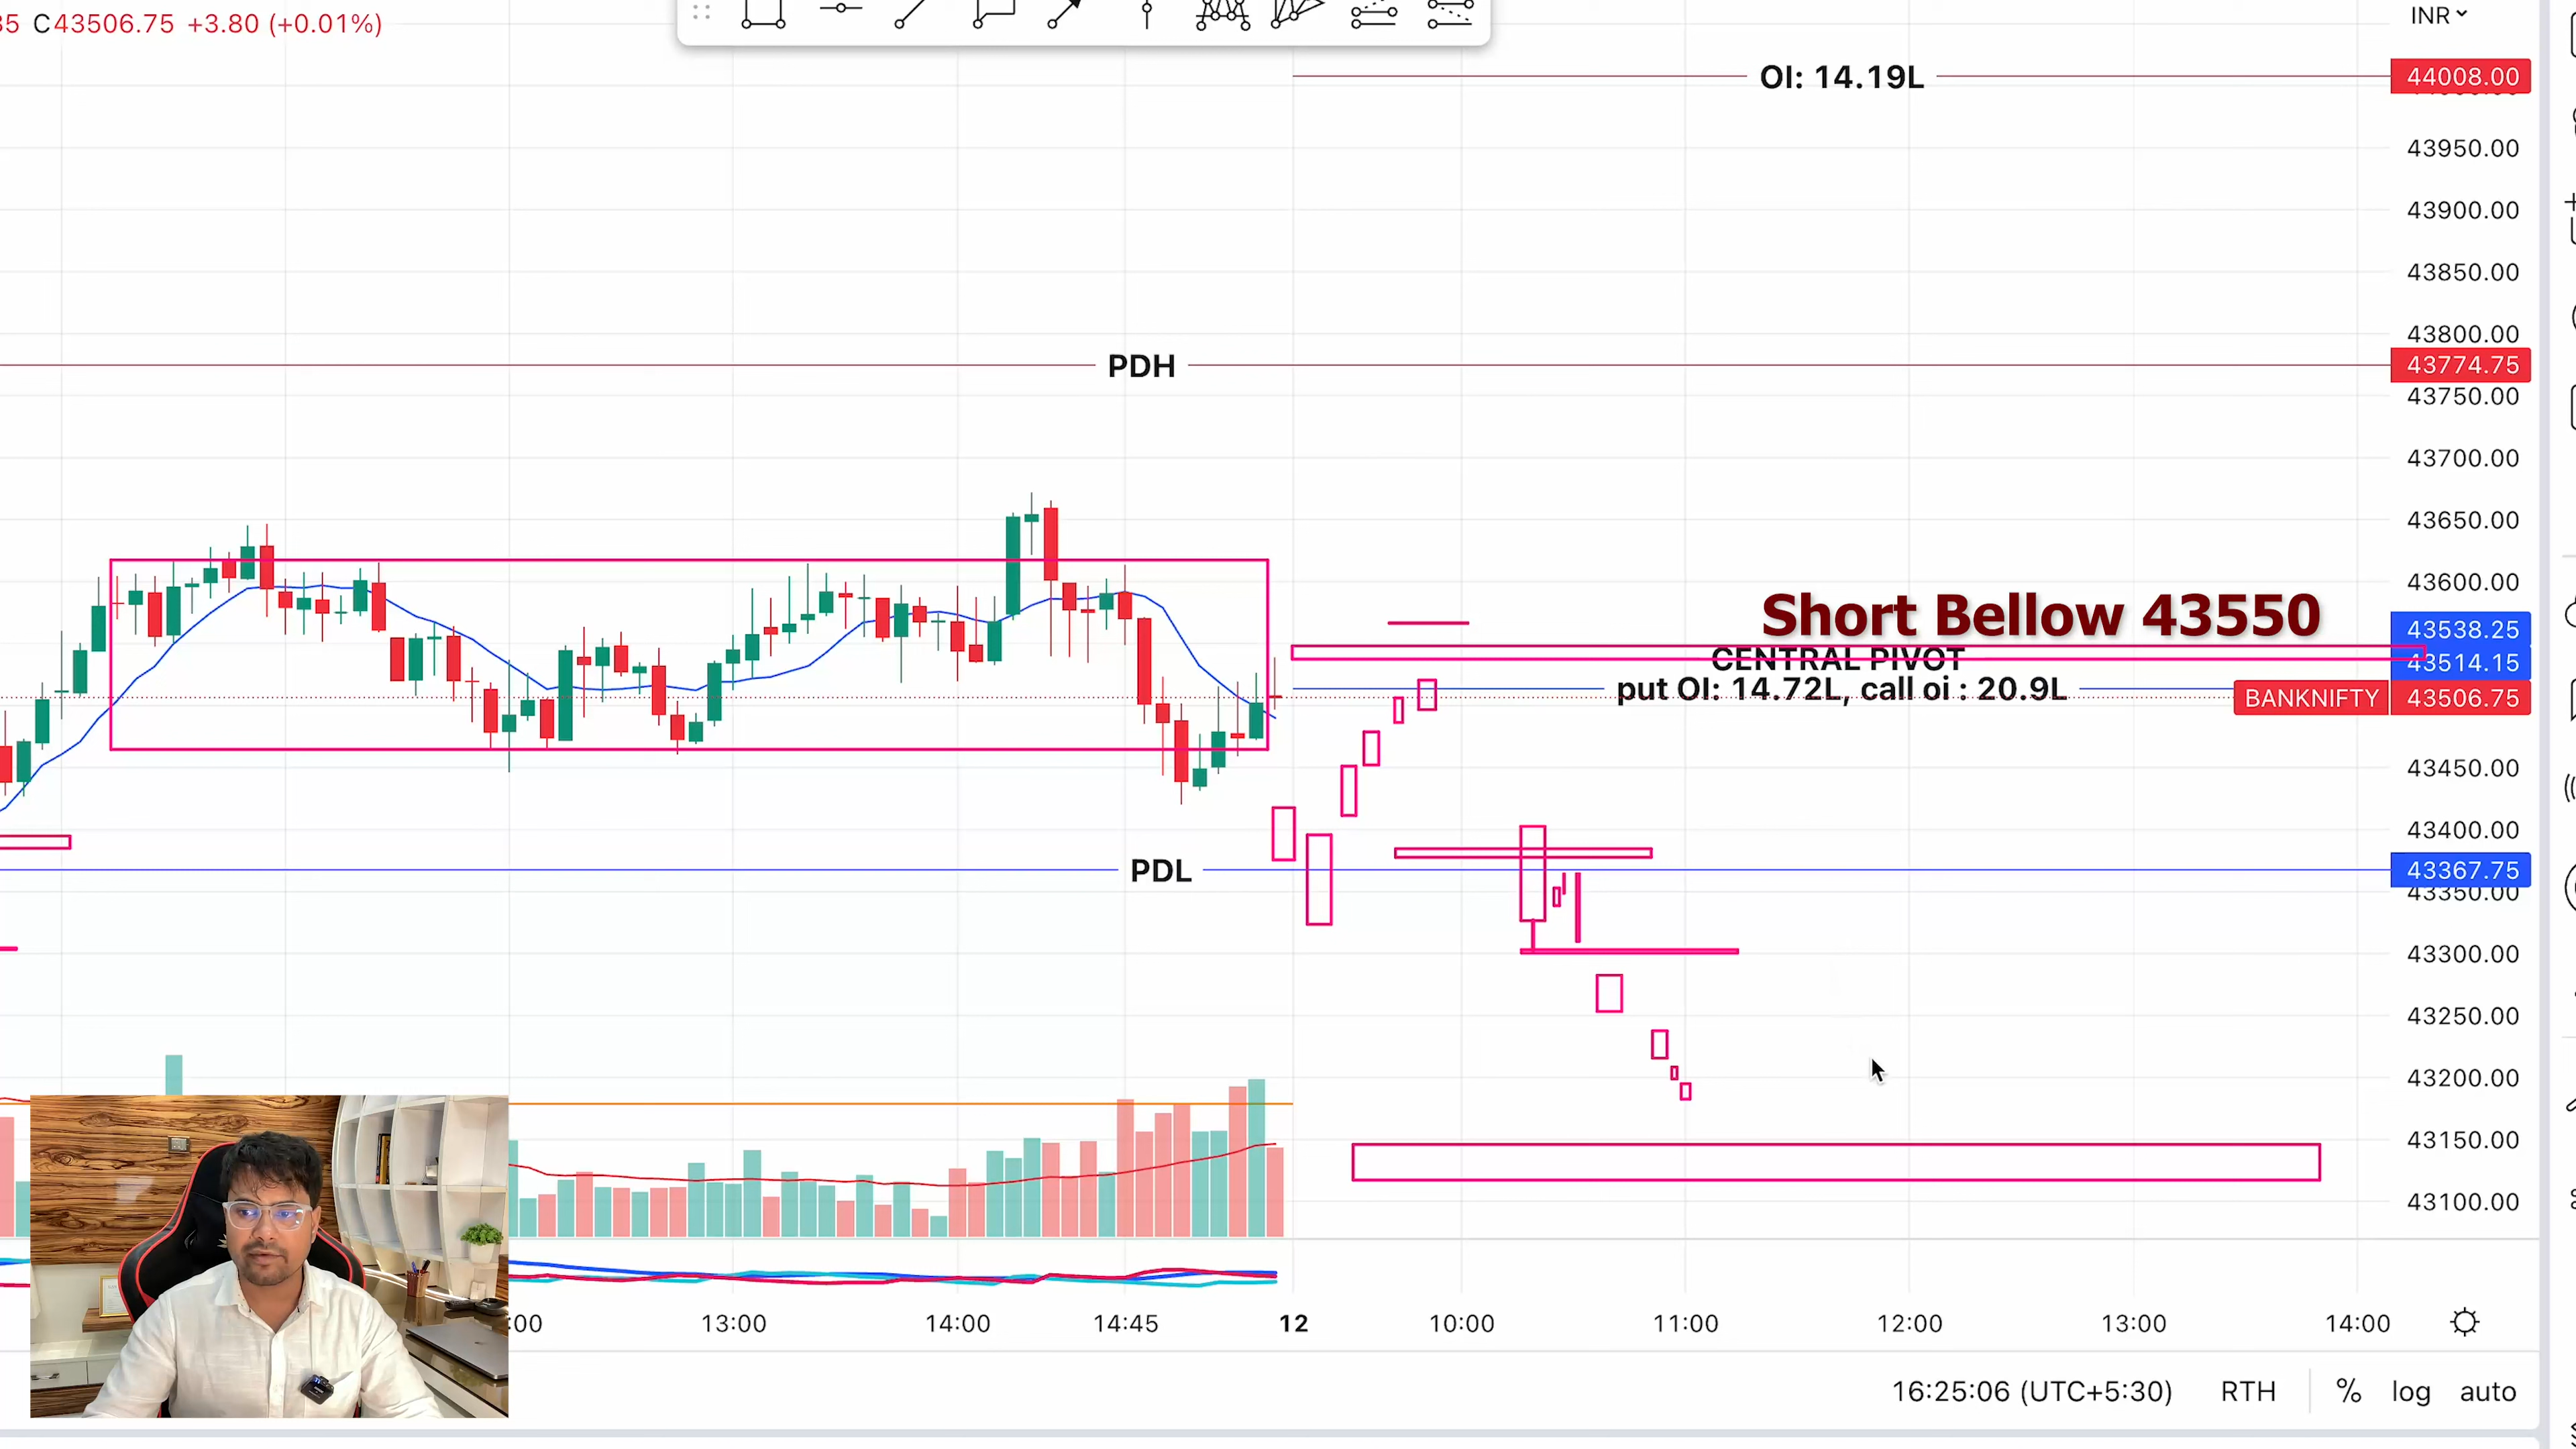 35 C43506.75 +3.80 (+0.01%)
INR
OI: 14.19L
44008.00
43950.00
43900.00
43850.00
43800.00
PDH
43774.75
43750.00
43700.00
43650.00
43600.00
Short Bellow 43550
43538.25
CENTRAL PIVOT
43514.15
put OI: 14.72L, call oi : 20.9L
BANKNIFTY 43506.75
43450.00
43400.00
PDL
43367.75
43350.00
43300.00
43250.00
43200.00
43150.00
43100.00
:00 13:00 14:00 14:45 12 10:00 11:00 12:00 13:00 14:00
16:25:06 (UTC+5:30) RTH % log auto